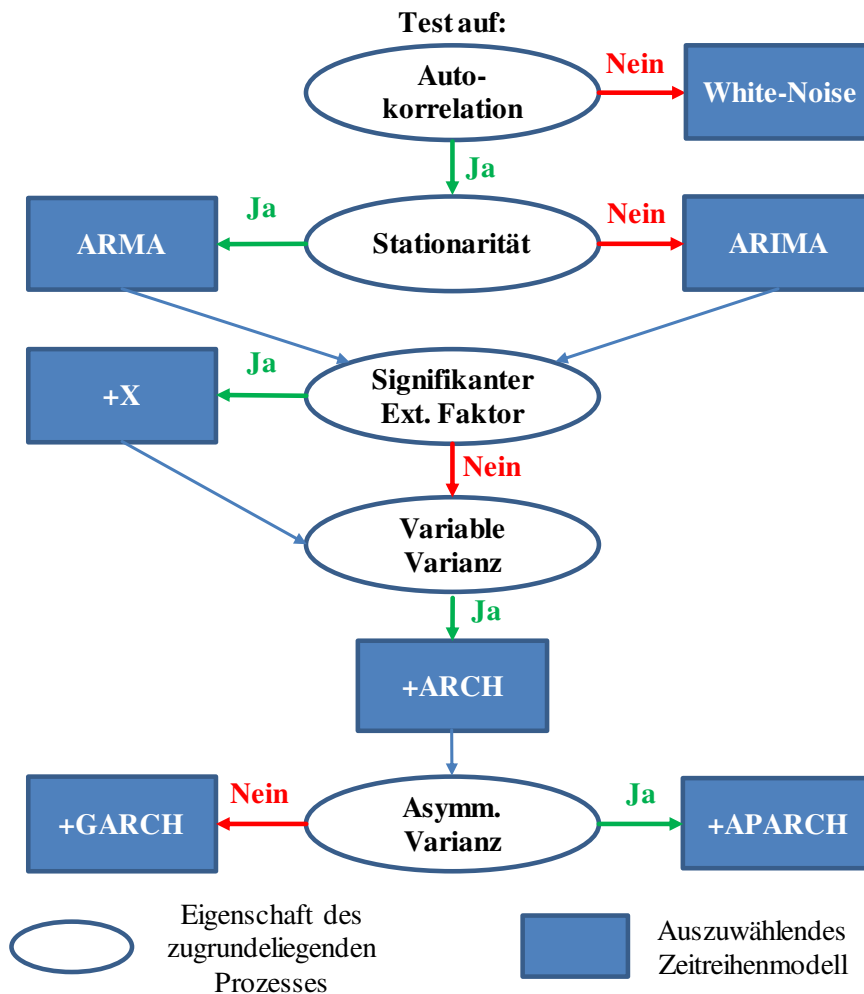 Test auf:
Auto-
korrelation
Nein
White-Noise
Ja
ARMA
Ja
Stationarität
Nein
ARIMA
+X
Ja
Signifikanter
Ext. Faktor
Nein
Variable
Varianz
Ja
+ARCH
+GARCH
Nein
Asymm.
Varianz
Ja
+APARCH
Eigenschaft des
zugrundeliegenden
Prozesses
Auszuwählendes
Zeitreihenmodell